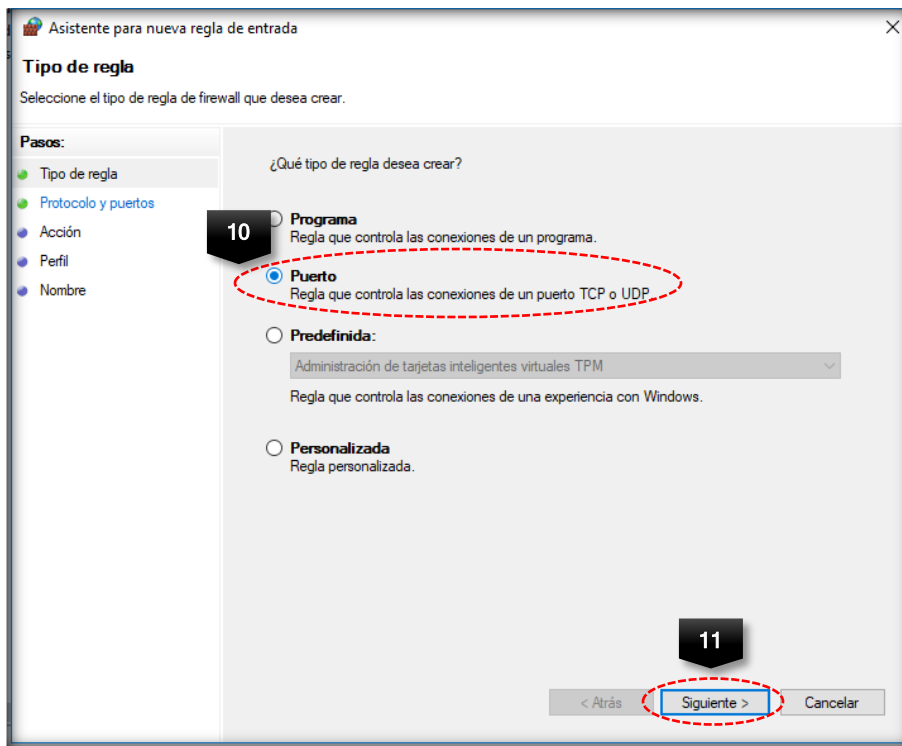 Asistente para nueva regla de entrada
Tipo de regla
Seleccione el tipo de regla de firewall que desea crear.
Pasos:
Tipo de regla
Protocolo y puertos
Acción
Perfil
Nombre
¿Qué tipo de regla desea crear?
10
Programa
Regla que controla las conexiones de un programa.
Puerto
Regla que controla las conexiones de un puerto TCP o UDP
Predefinida:
Administración de tarjetas inteligentes virtuales TPM
Regla que controla las conexiones de una experiencia con Windows.
Personalizada
Regla personalizada.
11
< Atrás
Siguiente >
Cancelar